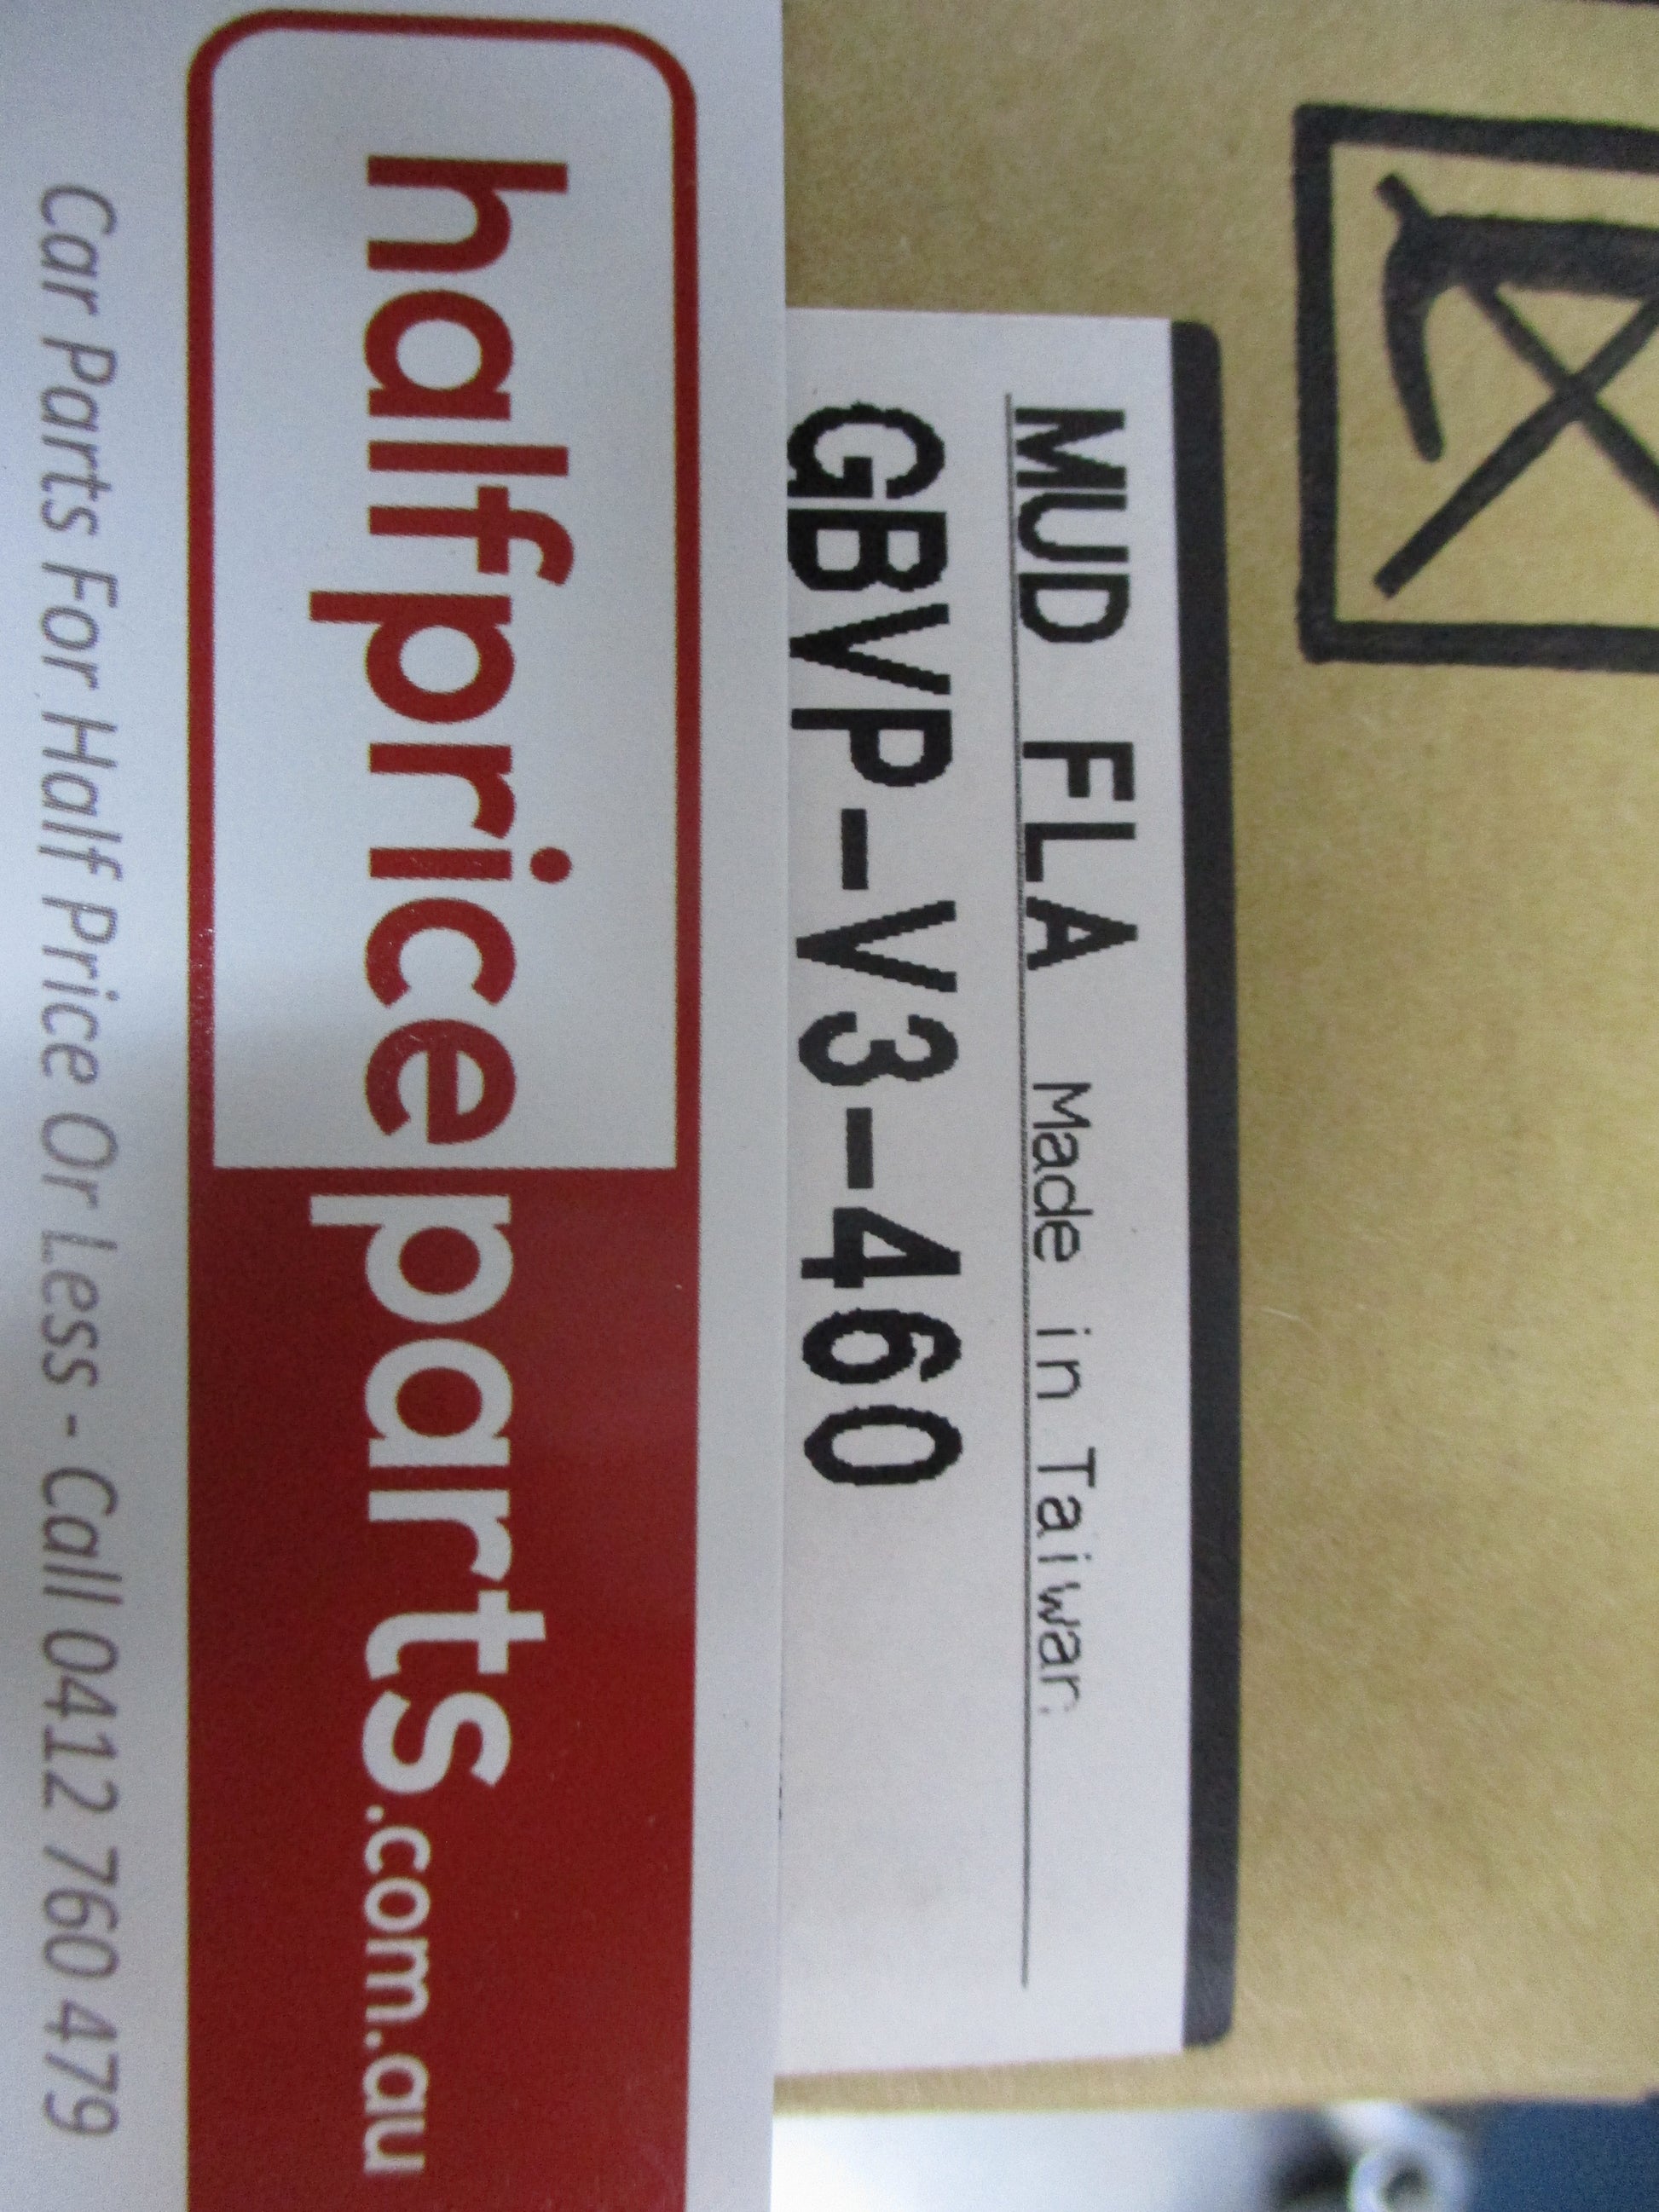 MUD FLA Made in Taiwan
GBVP-V3-460
halfpriceparts.com.au
Car Parts For Half Price Or Less - Call 0412 760 479